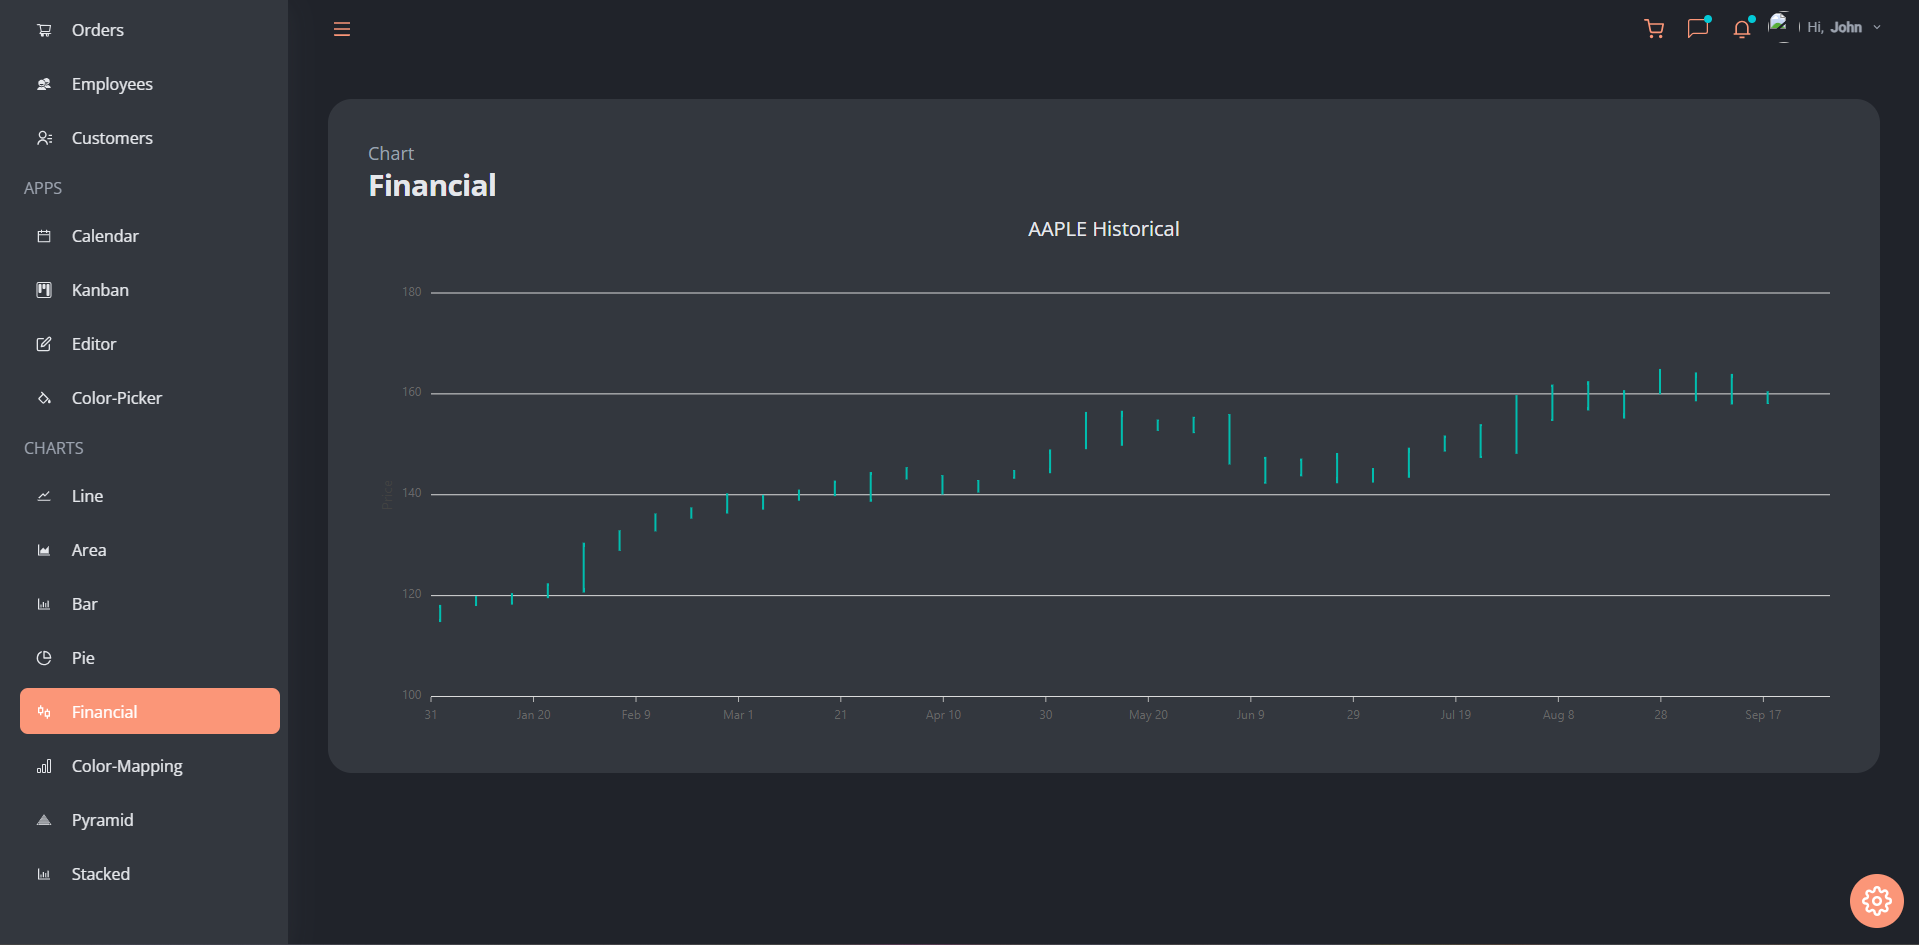 Orders
Employees
Customers
APPS
Calendar
Kanban
Editor
Color-Picker
CHARTS
Line
Area
Bar
Pie
Financial
Color-Mapping
Pyramid
Stacked
Hi, John
Chart
Financial
AAPLE Historical
180
160
140
120
100
Price
31 Jan 20 Feb 9 Mar 1 21 Apr 10 30 May 20 Jun 9 29 Jul 19 Aug 8 28 Sep 17